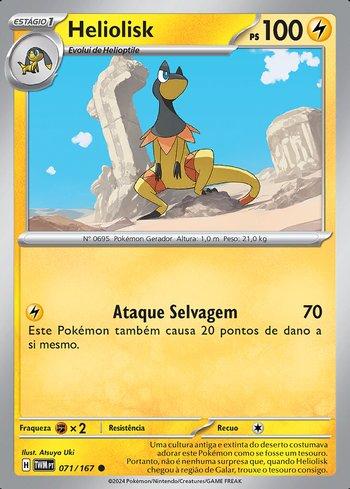 ESTÁGIO 1
Heliolisk
PS 100
Evolui de Helioptile
Nº 0695 Pokémon Gerador Altura: 1,0 m Peso: 21,0 kg
Ataque Selvagem 70
Este Pokémon também causa 20 pontos de dano a
si mesmo.
Fraqueza ×2 Resistência Recuo
Ilust. Atsuya Uki
H TWM PT 071/167
Uma cultura antiga e extinta do deserto costumava
adorar este Pokémon como se fosse um tesouro.
Portanto, não é nenhuma surpresa que, quando Heliolisk
chegou à região de Galar, trouxe o tesouro consigo.
©2024 Pokémon/Nintendo/Creatures/GAME FREAK